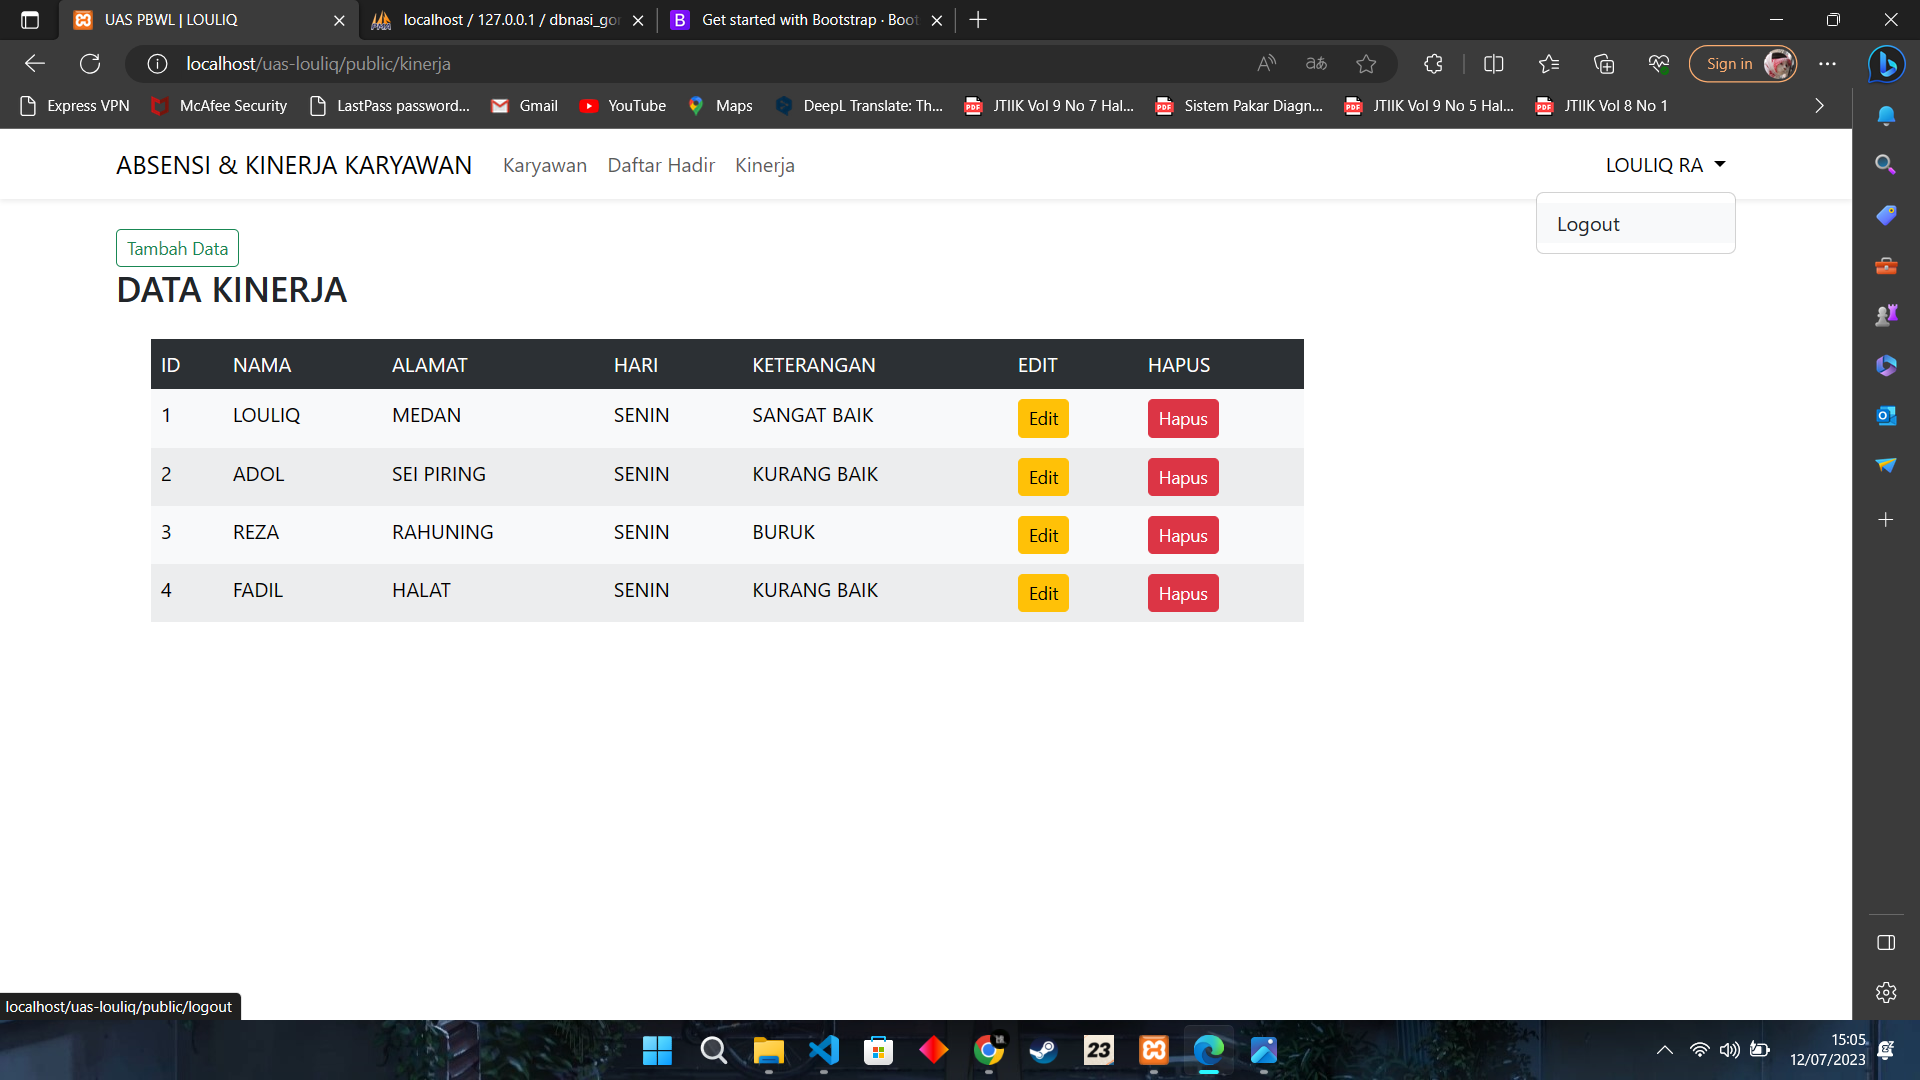 UAS PBWL | LOULIQ
localhost / 127.0.0.1 / dbnasi_gor
Get started with Bootstrap · Boot
localhost/uas-louliq/public/kinerja
Sign in
Express VPN
McAfee Security
LastPass password...
Gmail
YouTube
Maps
DeepL Translate: Th...
JTIIK Vol 9 No 7 Hal...
Sistem Pakar Diagn...
JTIIK Vol 9 No 5 Hal...
JTIIK Vol 8 No 1
ABSENSI & KINERJA KARYAWAN Karyawan Daftar Hadir Kinerja LOULIQ RA
Logout
Tambah Data
DATA KINERJA
ID NAMA ALAMAT HARI KETERANGAN EDIT HAPUS
1 LOULIQ MEDAN SENIN SANGAT BAIK Edit Hapus
2 ADOL SEI PIRING SENIN KURANG BAIK Edit Hapus
3 REZA RAHUNING SENIN BURUK Edit Hapus
4 FADIL HALAT SENIN KURANG BAIK Edit Hapus
localhost/uas-louliq/public/logout
23
15:05
12/07/2023